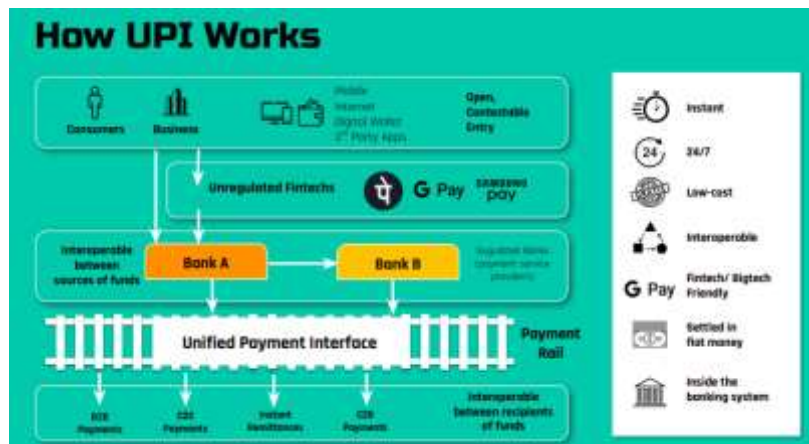 How UPI Works
Consumers
Business
Mobile
Internet
Digital Wallet
3rd Party Apps
Open,
Contestable
Entry
Unregulated Fintechs
पे
G Pay
SAMSUNG
pay
Interoperable
between
sources of funds
Bank A
Bank B
Regulated Banks
(payment service
providers)
Unified Payment Interface
Payment
Rail
B2B
Payments
Payments
Instant
Remittances
Payments
Interoperable
between recipients
of funds
Instant
24
24/7
Low-cost
Interoperable
G Pay
Fintech/ Bigtech
Friendly
Settled in
fiat money
Inside the
banking system